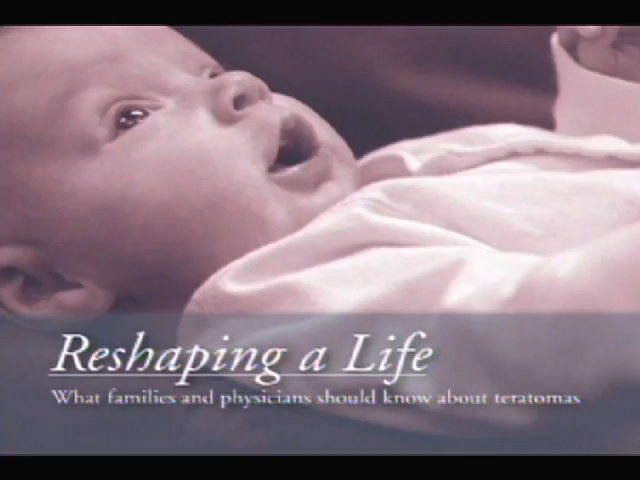 Reshaping a Life
What families and physicians should know about teratomas